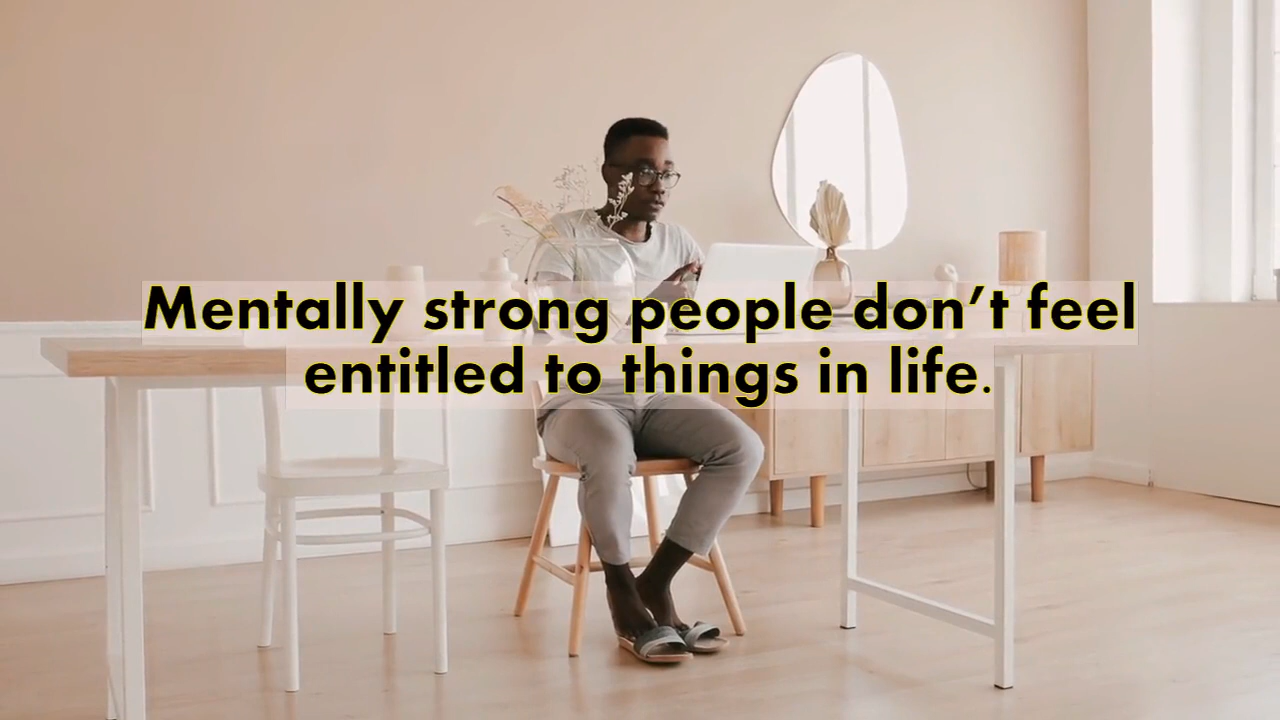 Mentally strong people don’t feel
entitled to things in life.